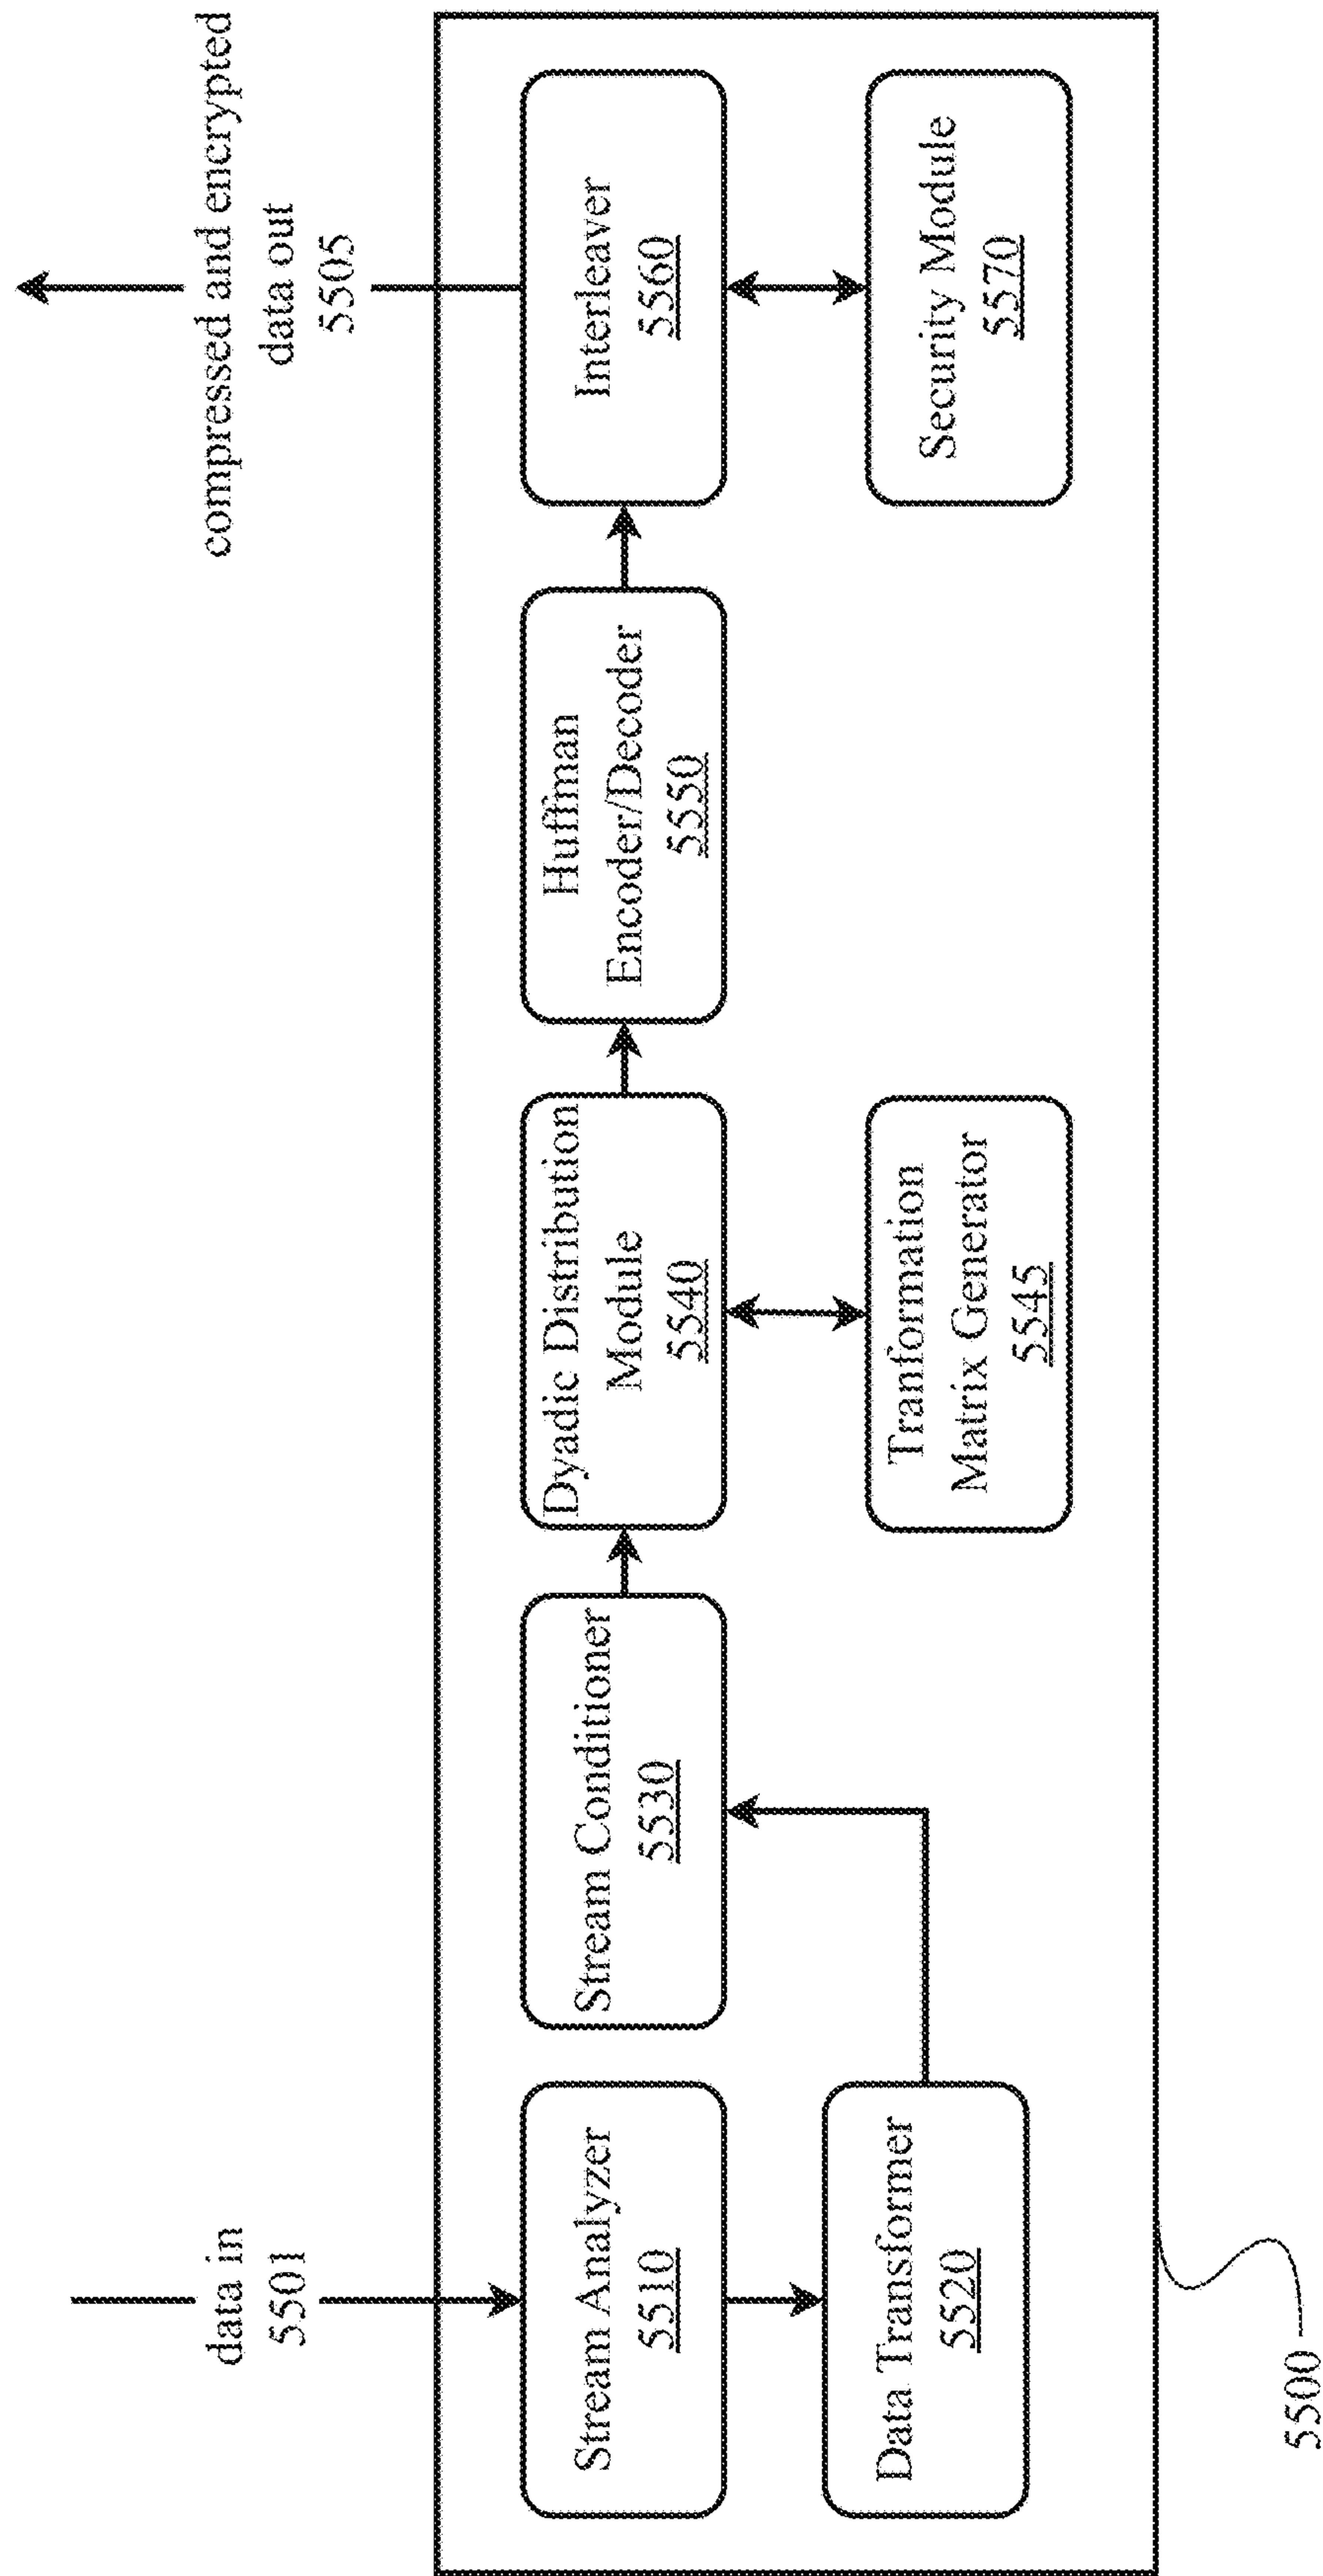 data in
5501
compressed and encrypted
data out
5505
Stream Analyzer
5510
Stream Conditioner
5530
Dyadic Distribution
Module
5540
Huffman
Encoder/Decoder
5550
Interleaver
5560
Data Transformer
5520
Tranformation
Matrix Generator
5545
Security Module
5570
5500